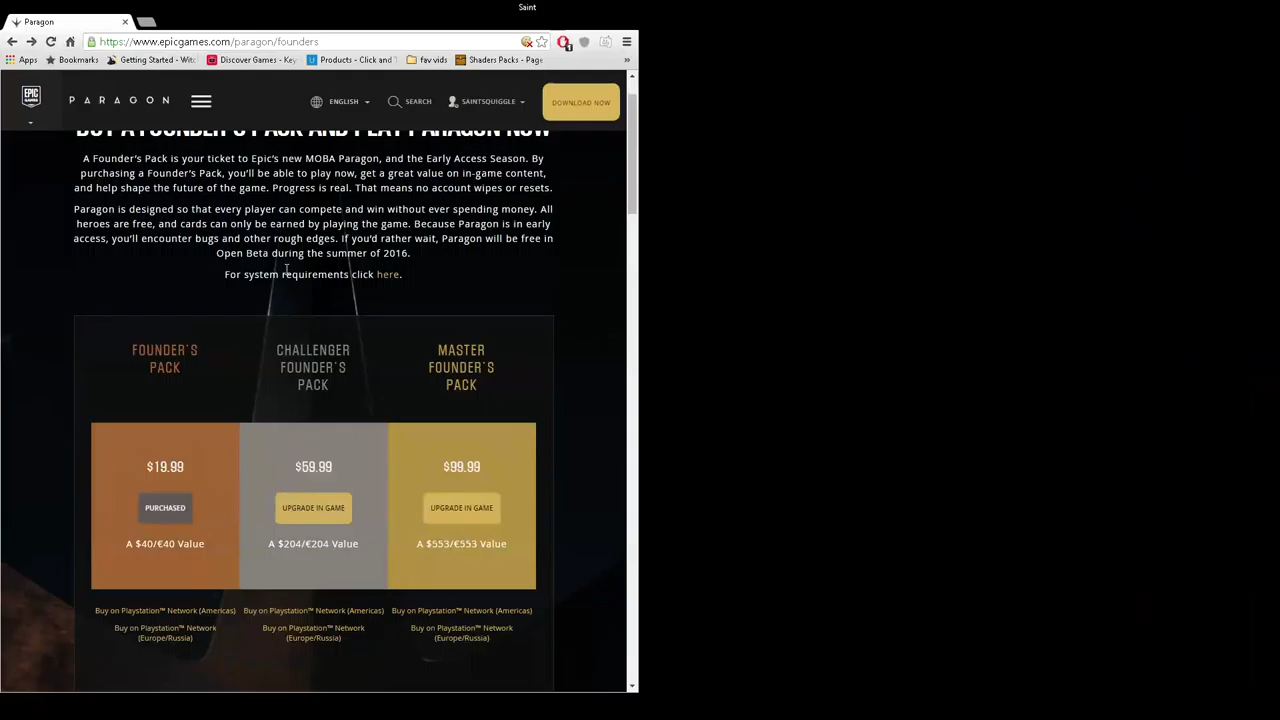 Saint
Paragon
https://www.epicgames.com/paragon/founders
Apps Bookmarks Getting Started - Witc Discover Games - Key Products - Click and T fav vids Shaders Packs - Page »
EPIC GAMES PARAGON ENGLISH SEARCH SAINTSQUIGGLE DOWNLOAD NOW
BUY A FOUNDER'S PACK AND PLAY PARAGON NOW
A Founder's Pack is your ticket to Epic's new MOBA Paragon, and the Early Access Season. By
purchasing a Founder's Pack, you'll be able to play now, get a great value on in-game content,
and help shape the future of the game. Progress is real. That means no account wipes or resets.
Paragon is designed so that every player can compete and win without ever spending money. All
heroes are free, and cards can only be earned by playing the game. Because Paragon is in early
access, you'll encounter bugs and other rough edges. If you'd rather wait, Paragon will be free in
Open Beta during the summer of 2016.
For system requirements click here.
FOUNDER'S
PACK
CHALLENGER
FOUNDER'S
PACK
MASTER
FOUNDER'S
PACK
$19.99
PURCHASED
A $40/€40 Value
$59.99
UPGRADE IN GAME
A $204/€204 Value
$99.99
UPGRADE IN GAME
A $553/€553 Value
Buy on Playstation™ Network (Americas)
Buy on Playstation™ Network
(Europe/Russia)
Buy on Playstation™ Network (Americas)
Buy on Playstation™ Network
(Europe/Russia)
Buy on Playstation™ Network (Americas)
Buy on Playstation™ Network
(Europe/Russia)